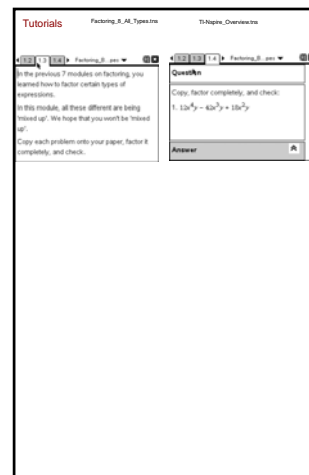 Tutorials
Factoring_8_All_Types.tns
TI-Nspire_Overview.tns
1.2 1.3 1.4 Factoring_8...pes
In the previous 7 modules on factoring, you
learned how to factor certain types of
expressions.
In this module, all these different are being
'mixed up'. We hope that you won't be 'mixed
up'.
Copy each problem onto your paper, factor it
completely, and check.
1.2 1.3 1.4 Factoring_8...pes
Question
Copy, factor completely, and check:
1. 12x⁴y − 42x³y + 18x²y
Answer